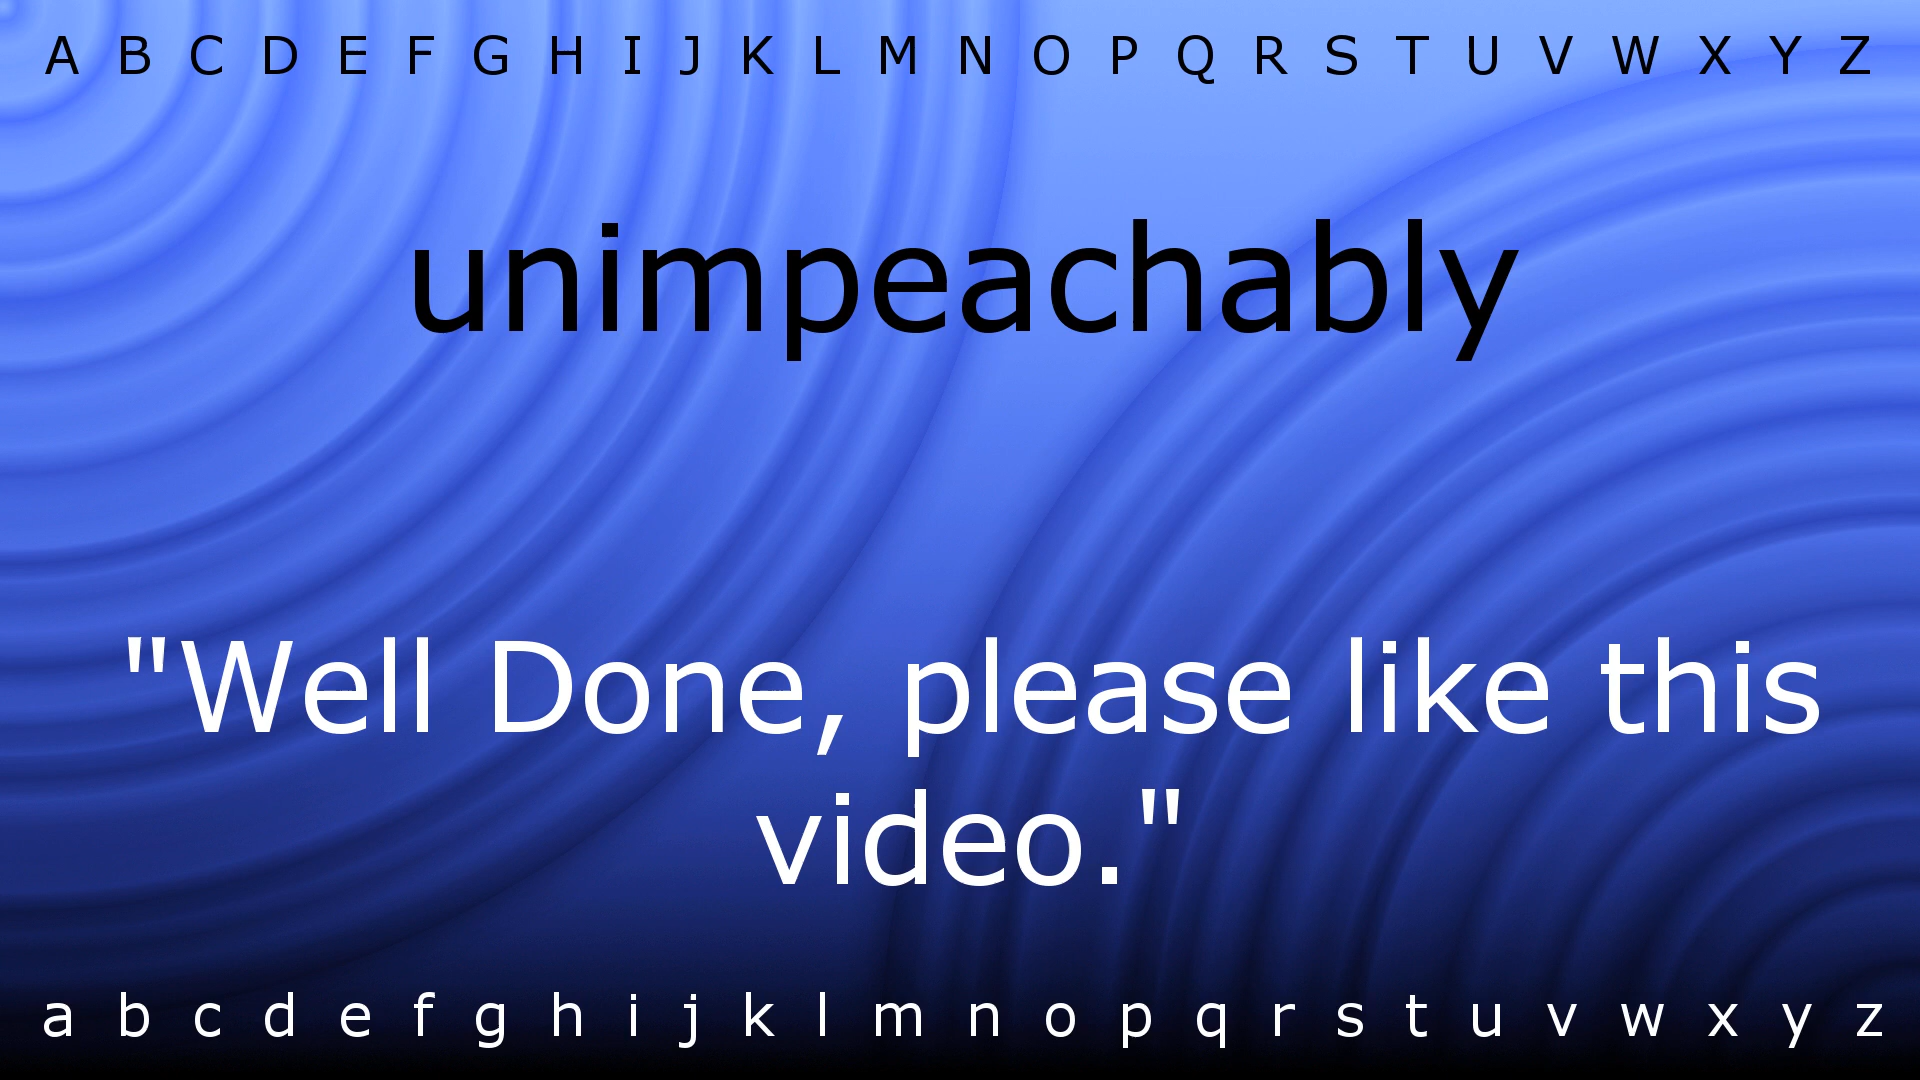 A B C D E F G H I J K L M N O P Q R S T U V W X Y Z
unimpeachably
"Well Done, please like this
video."
a b c d e f g h i j k l m n o p q r s t u v w x y z